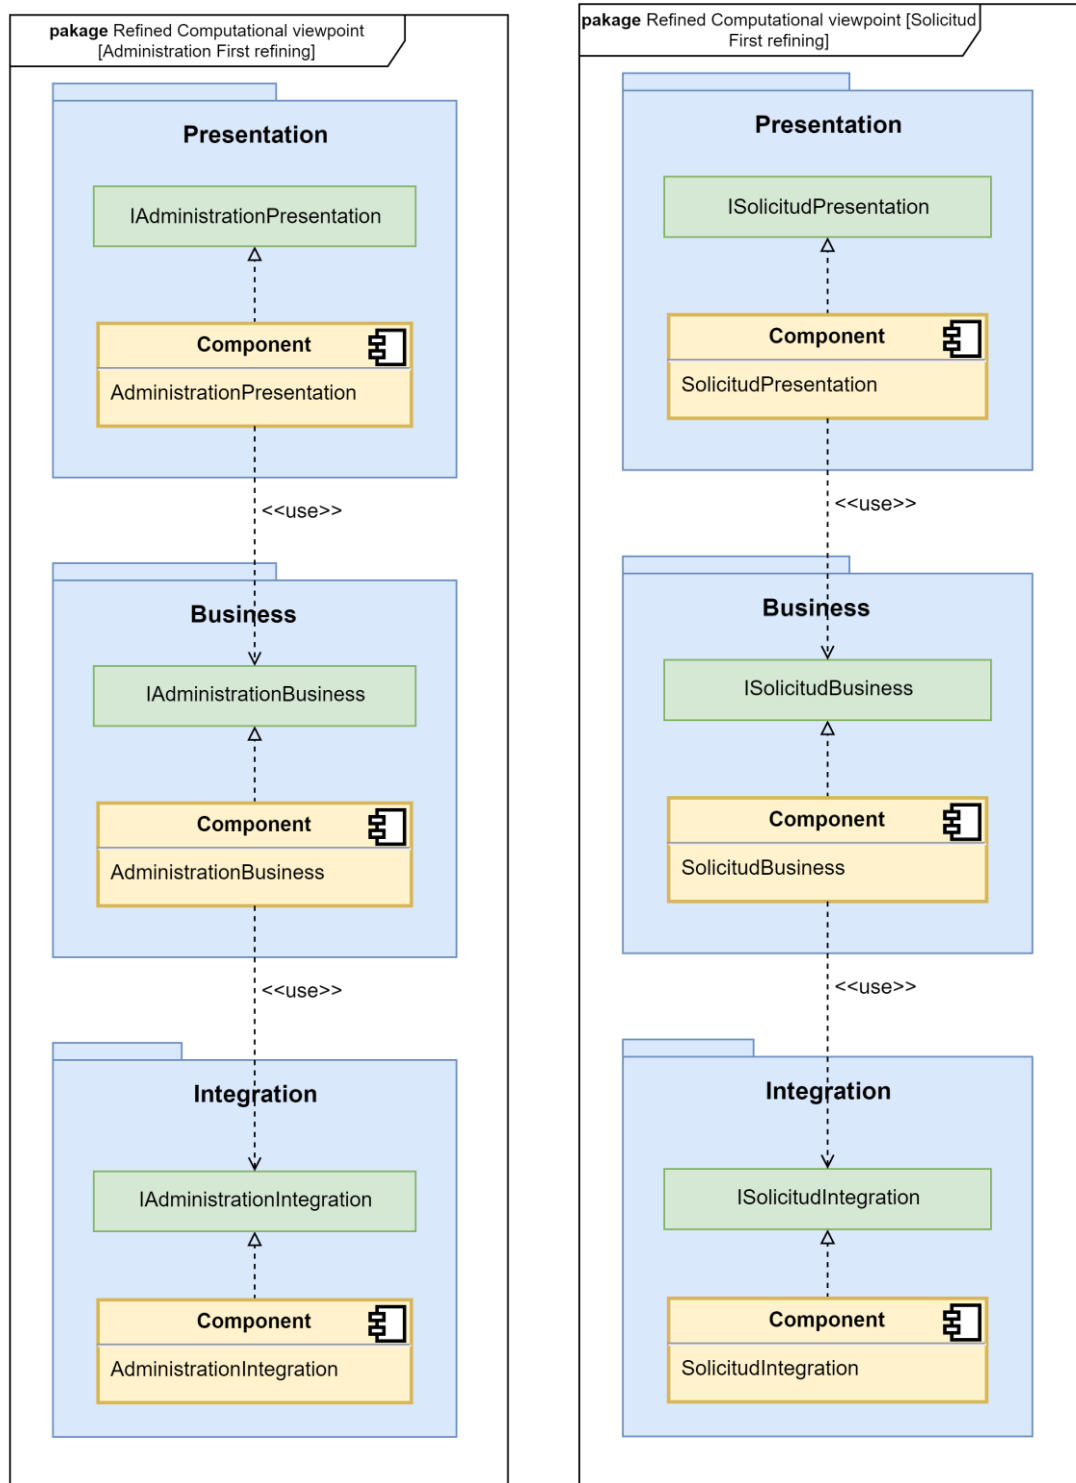 pakage Refined Computational viewpoint
[Administration First refining]
Presentation
IAdministrationPresentation
Component
AdministrationPresentation
<<use>>
Business
IAdministrationBusiness
Component
AdministrationBusiness
<<use>>
Integration
IAdministrationIntegration
Component
AdministrationIntegration
pakage Refined Computational viewpoint [Solicitud
First refining]
Presentation
ISolicitudPresentation
Component
SolicitudPresentation
<<use>>
Business
ISolicitudBusiness
Component
SolicitudBusiness
<<use>>
Integration
ISolicitudIntegration
Component
SolicitudIntegration